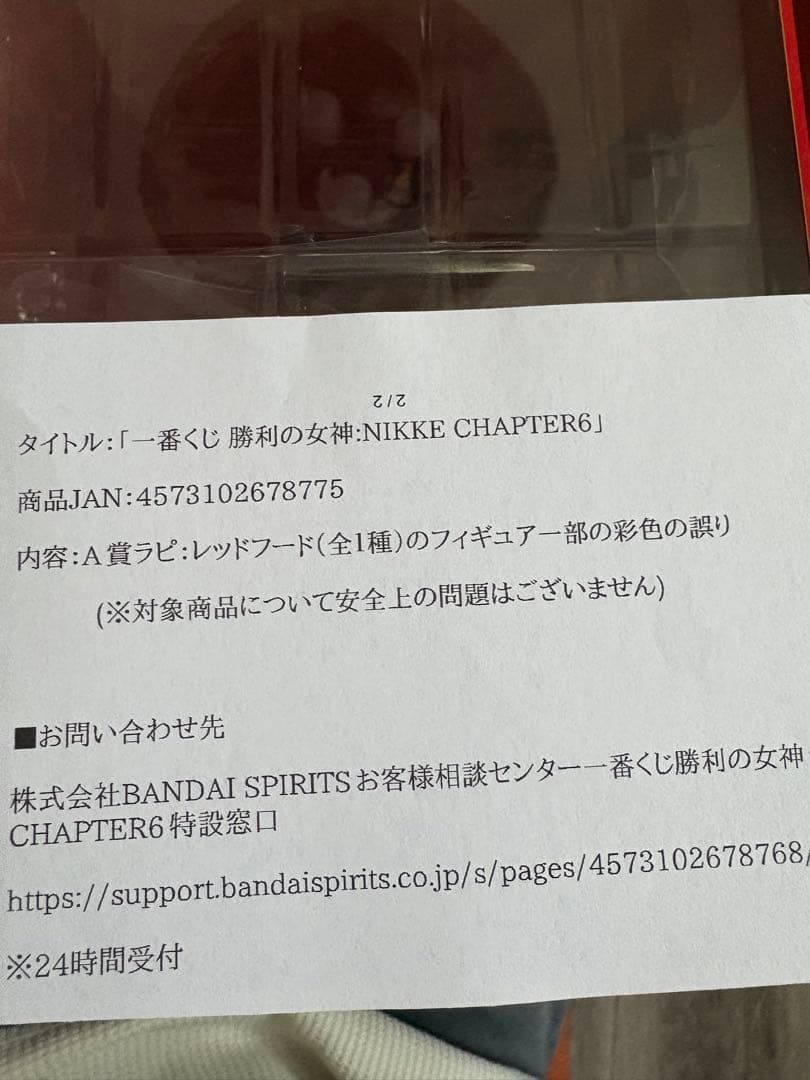 2/2
タイトル:「一番くじ 勝利の女神:NIKKE CHAPTER6」
商品JAN:4573102678775
内容:A賞ラピ:レッドフード(全1種)のフィギュア一部の彩色の誤り
(※対象商品について安全上の問題はございません)
■お問い合わせ先
株式会社BANDAI SPIRITSお客様相談センター一番くじ勝利の女神
CHAPTER6特設窓口
https://support.bandaispirits.co.jp/s/pages/4573102678768/
※24時間受付